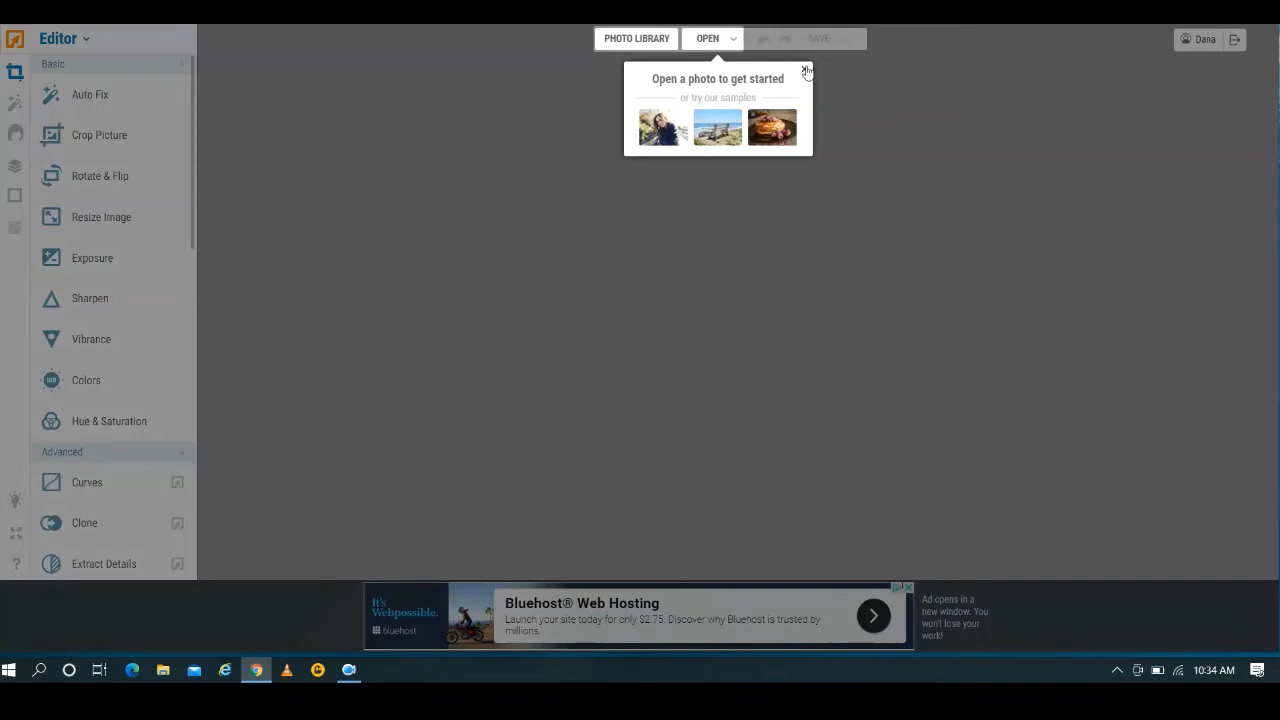 Editor
PHOTO LIBRARY
OPEN
SAVE
Dana
Basic
Open a photo to get started
or try our samples
Auto Fix
Crop Picture
Rotate & Flip
Resize Image
Exposure
Sharpen
Vibrance
Colors
WB
Hue & Saturation
Advanced
Curves
Clone
Extract Details
?
It's
Webpossible.
bluehost
Bluehost® Web Hosting
Launch your site today for only $2.75. Discover why Bluehost is trusted by
millions.
Ad opens in a
new window. You
won't lose your
work!
10:34 AM